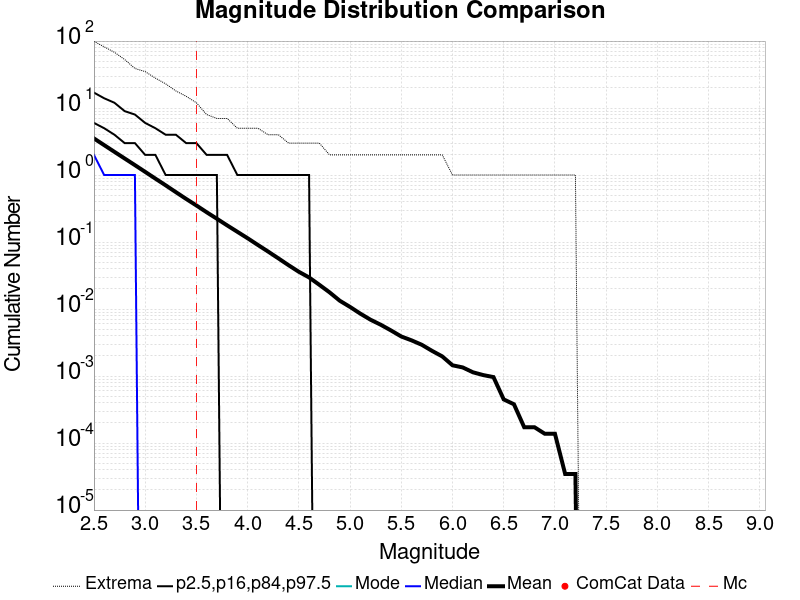 Magnitude Distribution Comparison
10^2
10^1
10^0
10^-1
10^-2
10^-3
10^-4
10^-5
Cumulative Number
2.5 3.0 3.5 4.0 4.5 5.0 5.5 6.0 6.5 7.0 7.5 8.0 8.5 9.0
Magnitude
Extrema p2.5,p16,p84,p97.5 Mode Median Mean ComCat Data Mc